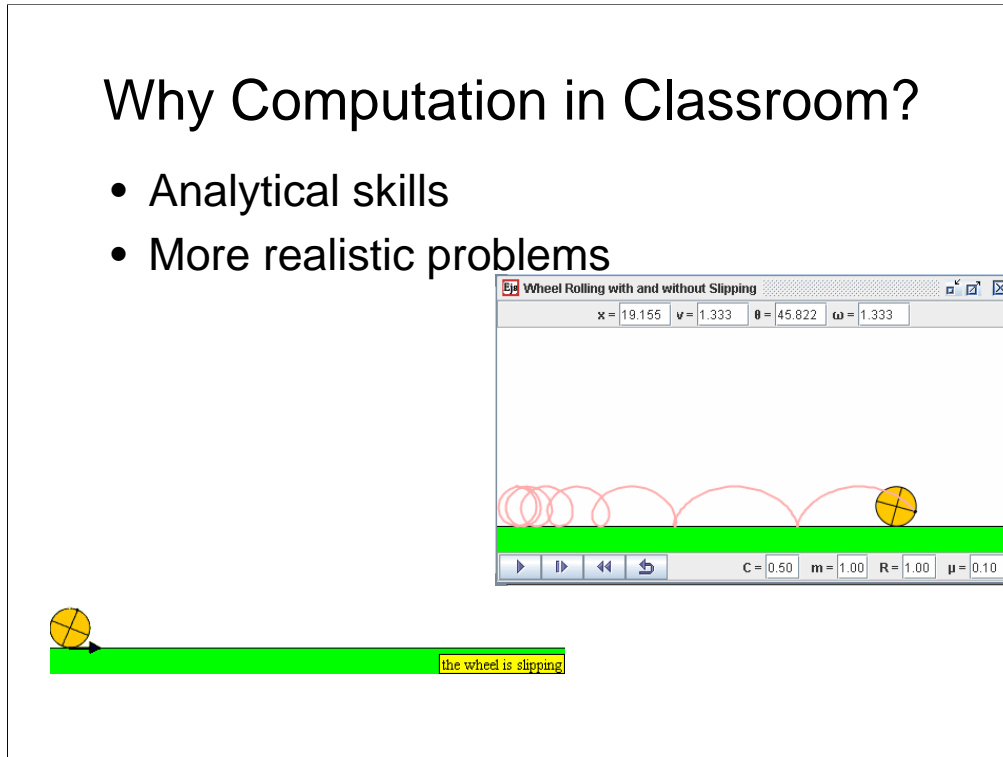 Why Computation in Classroom?
• Analytical skills
• More realistic problems
Ejs Wheel Rolling with and without Slipping
x = 19.155 v = 1.333 θ = 45.822 ω = 1.333
C = 0.50 m = 1.00 R = 1.00 μ = 0.10
the wheel is slipping